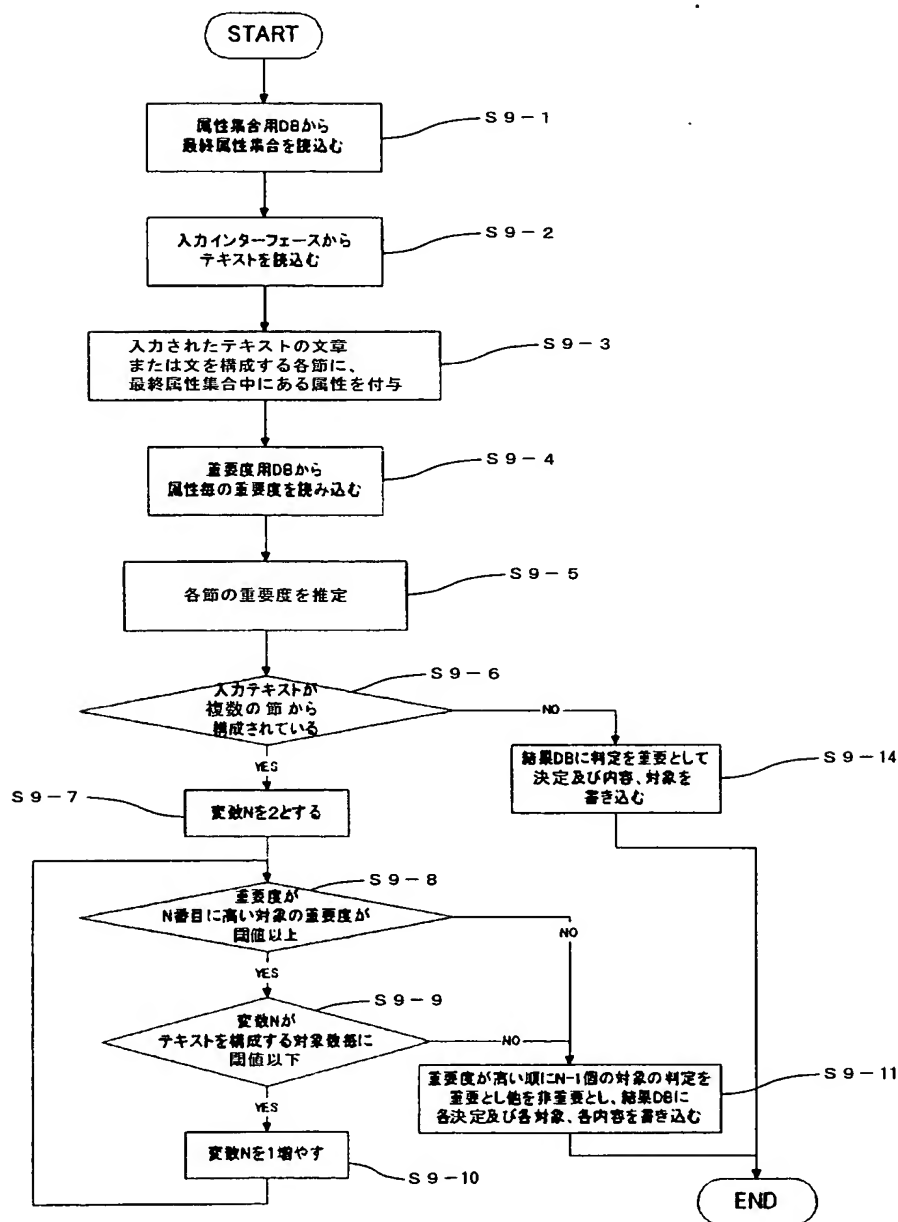 START
属性集合用DBから
最終属性集合を読込む
S9-1
入力インターフェースから
テキストを読込む
S9-2
入力されたテキストの文章
または文を構成する各節に、
最終属性集合中にある属性を付与
S9-3
重要度用DBから
属性毎の重要度を読み込む
S9-4
各節の重要度を推定
S9-5
入力テキストが
複数の節から
構成されている
S9-6
NO
YES
結果DBに判定を重要として
決定及び内容、対象を
書き込む
S9-14
S9-7
変数Nを2とする
重要度が
N番目に高い対象の重要度が
閾値以上
S9-8
NO
YES
変数Nが
テキストを構成する対象数毎に
閾値以下
S9-9
NO
YES
重要度が高い順にN-1個の対象の判定を
重要とし他を非重要とし、結果DBに
各決定及び各対象、各内容を書き込む
S9-11
変数Nを1増やす
S9-10
END